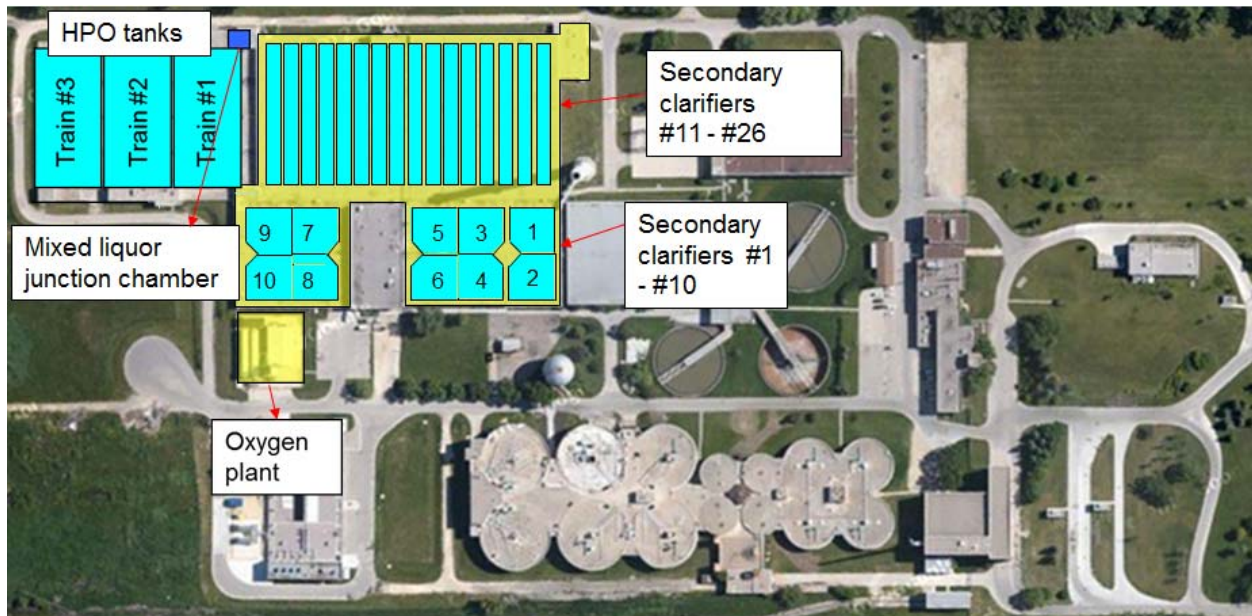 HPO tanks
Train #3
Train #2
Train #1
Secondary
clarifiers
#11 - #26
Mixed liquor
junction chamber
9
7
5
3
1
10
8
6
4
2
Secondary
clarifiers #1
- #10
Oxygen
plant